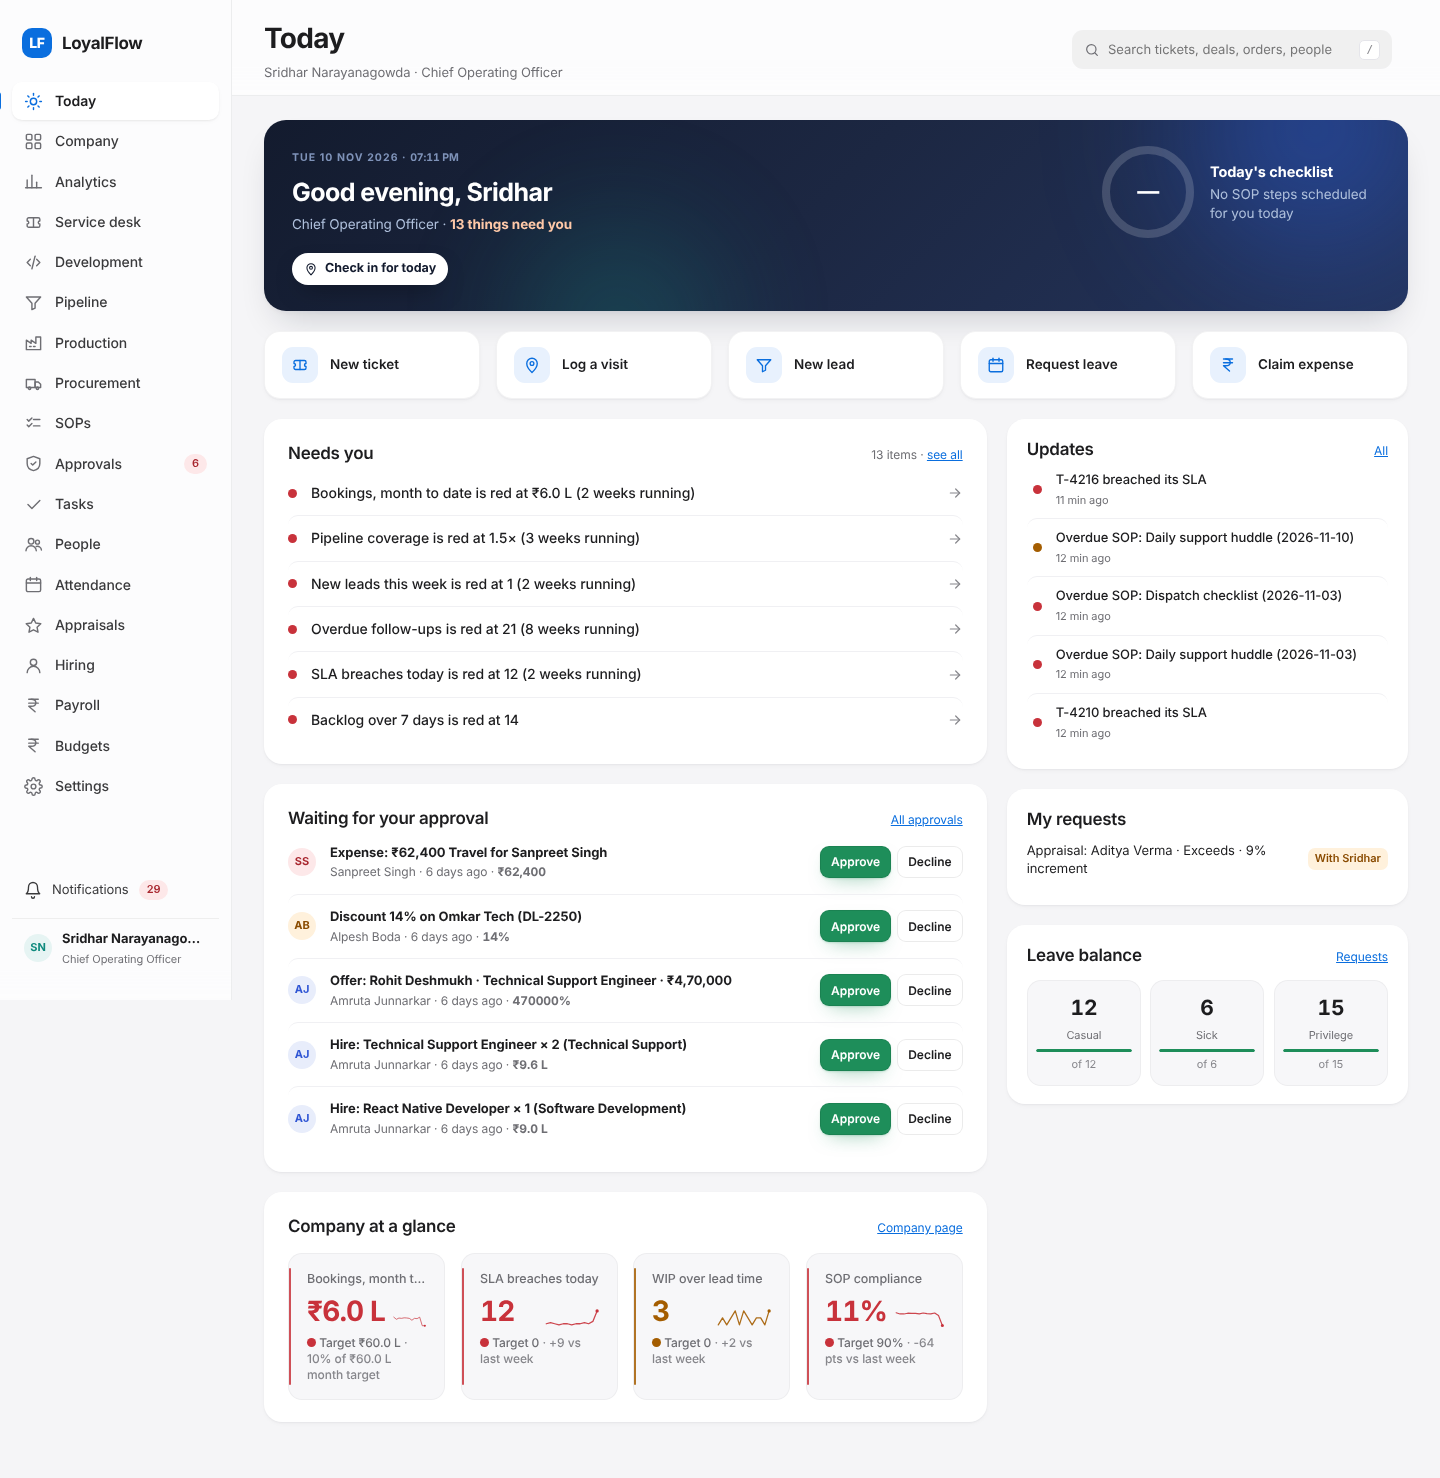 LF LoyalFlow
Today
Company
Analytics
Service desk
Development
Pipeline
Production
Procurement
SOPs
Approvals 6
Tasks
People
Attendance
Appraisals
Hiring
Payroll
Budgets
Settings
Notifications 29
SN Sridhar Narayanago...
Chief Operating Officer
Today
Sridhar Narayanagowda · Chief Operating Officer
Search tickets, deals, orders, people /
TUE 10 NOV 2026 · 07:11 PM
Good evening, Sridhar
Chief Operating Officer · 13 things need you
Check in for today
Today's checklist
No SOP steps scheduled
for you today
New ticket
Log a visit
New lead
Request leave
Claim expense
Needs you
13 items · see all
Bookings, month to date is red at ₹6.0 L (2 weeks running)
Pipeline coverage is red at 1.5× (3 weeks running)
New leads this week is red at 1 (2 weeks running)
Overdue follow-ups is red at 21 (8 weeks running)
SLA breaches today is red at 12 (2 weeks running)
Backlog over 7 days is red at 14
Waiting for your approval
All approvals
SS Expense: ₹62,400 Travel for Sanpreet Singh
Sanpreet Singh · 6 days ago · ₹62,400
Approve Decline
AB Discount 14% on Omkar Tech (DL-2250)
Alpesh Boda · 6 days ago · 14%
Approve Decline
AJ Offer: Rohit Deshmukh · Technical Support Engineer · ₹4,70,000
Amruta Junnarkar · 6 days ago · 470000%
Approve Decline
AJ Hire: Technical Support Engineer × 2 (Technical Support)
Amruta Junnarkar · 6 days ago · ₹9.6 L
Approve Decline
AJ Hire: React Native Developer × 1 (Software Development)
Amruta Junnarkar · 6 days ago · ₹9.0 L
Approve Decline
Company at a glance
Company page
Bookings, month t...
₹6.0 L
Target ₹60.0 L ·
10% of ₹60.0 L
month target
SLA breaches today
12
Target 0 · +9 vs
last week
WIP over lead time
3
Target 0 · +2 vs
last week
SOP compliance
11%
Target 90% · -64
pts vs last week
Updates
All
T-4216 breached its SLA
11 min ago
Overdue SOP: Daily support huddle (2026-11-10)
12 min ago
Overdue SOP: Dispatch checklist (2026-11-03)
12 min ago
Overdue SOP: Daily support huddle (2026-11-03)
12 min ago
T-4210 breached its SLA
12 min ago
My requests
Appraisal: Aditya Verma · Exceeds · 9%
increment
With Sridhar
Leave balance
Requests
12
Casual
of 12
6
Sick
of 6
15
Privilege
of 15